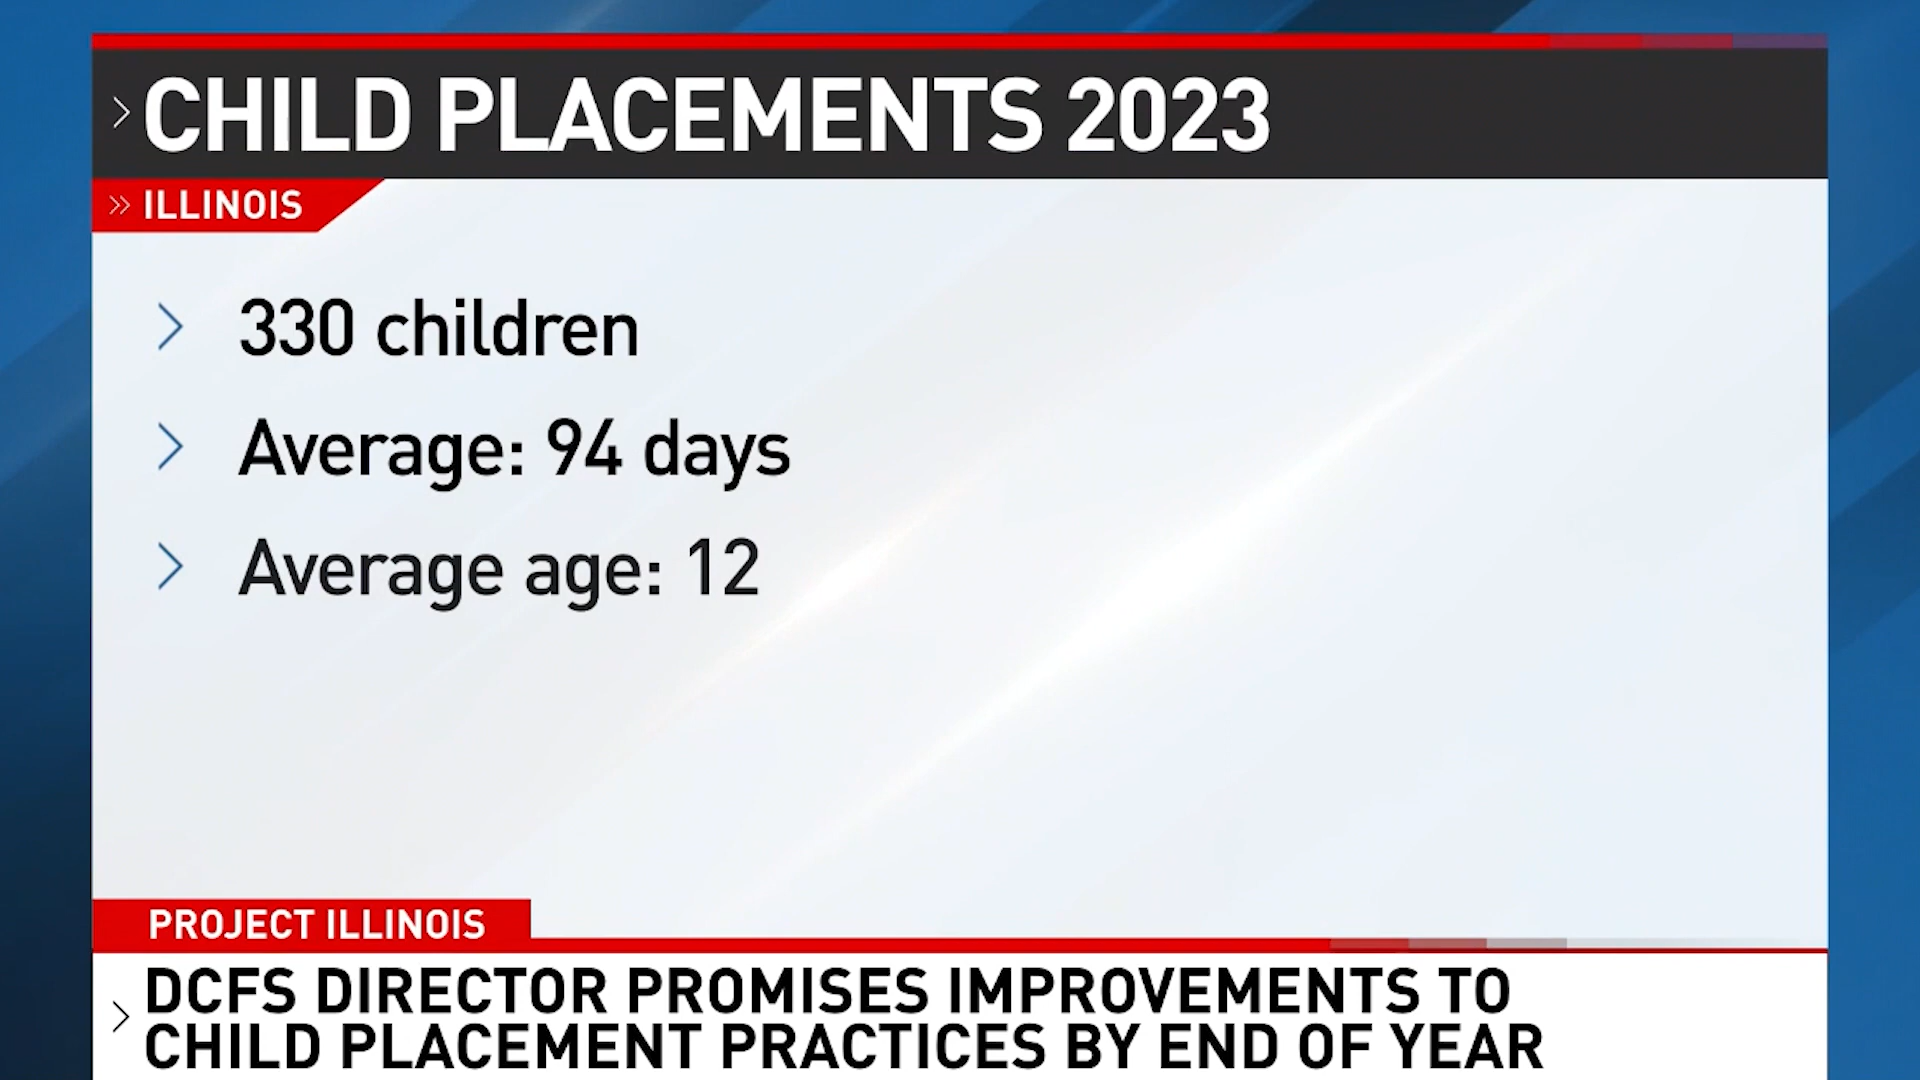 CHILD PLACEMENTS 2023
ILLINOIS
330 children
Average: 94 days
Average age: 12
PROJECT ILLINOIS
DCFS DIRECTOR PROMISES IMPROVEMENTS TO
CHILD PLACEMENT PRACTICES BY END OF YEAR